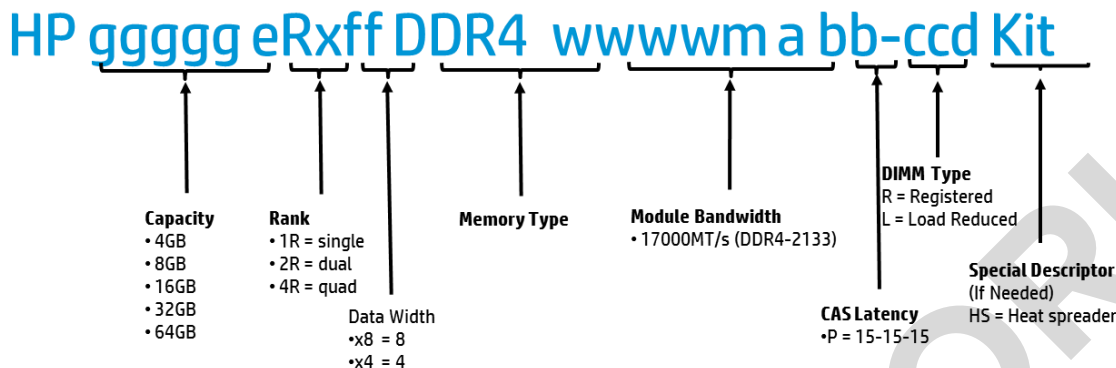 HP ggggg eRxff DDR4 wwwwm a bb-ccd Kit
Capacity
• 4GB
• 8GB
• 16GB
• 32GB
• 64GB
Rank
• 1R = single
• 2R = dual
• 4R = quad
Data Width
•x8 = 8
•x4 = 4
Memory Type
Module Bandwidth
• 17000MT/s (DDR4-2133)
CAS Latency
•P = 15-15-15
DIMM Type
R = Registered
L = Load Reduced
Special Descriptor
(If Needed)
HS = Heat spreader